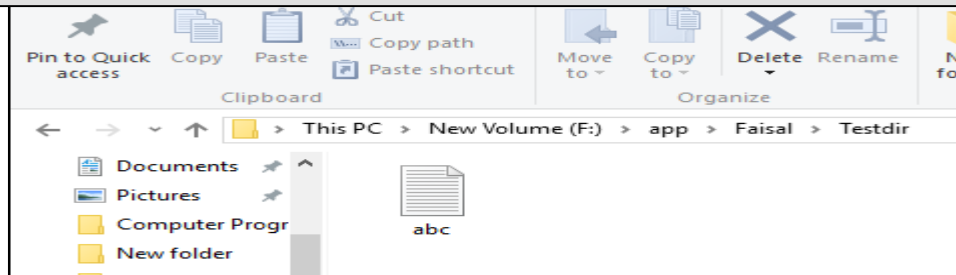 Pin to Quick access
Copy
Paste
Cut
Copy path
Paste shortcut
Clipboard
Move to
Copy to
Delete
Rename
Organize
This PC > New Volume (F:) > app > Faisal > Testdir
Documents
Pictures
Computer Progr
New folder
abc